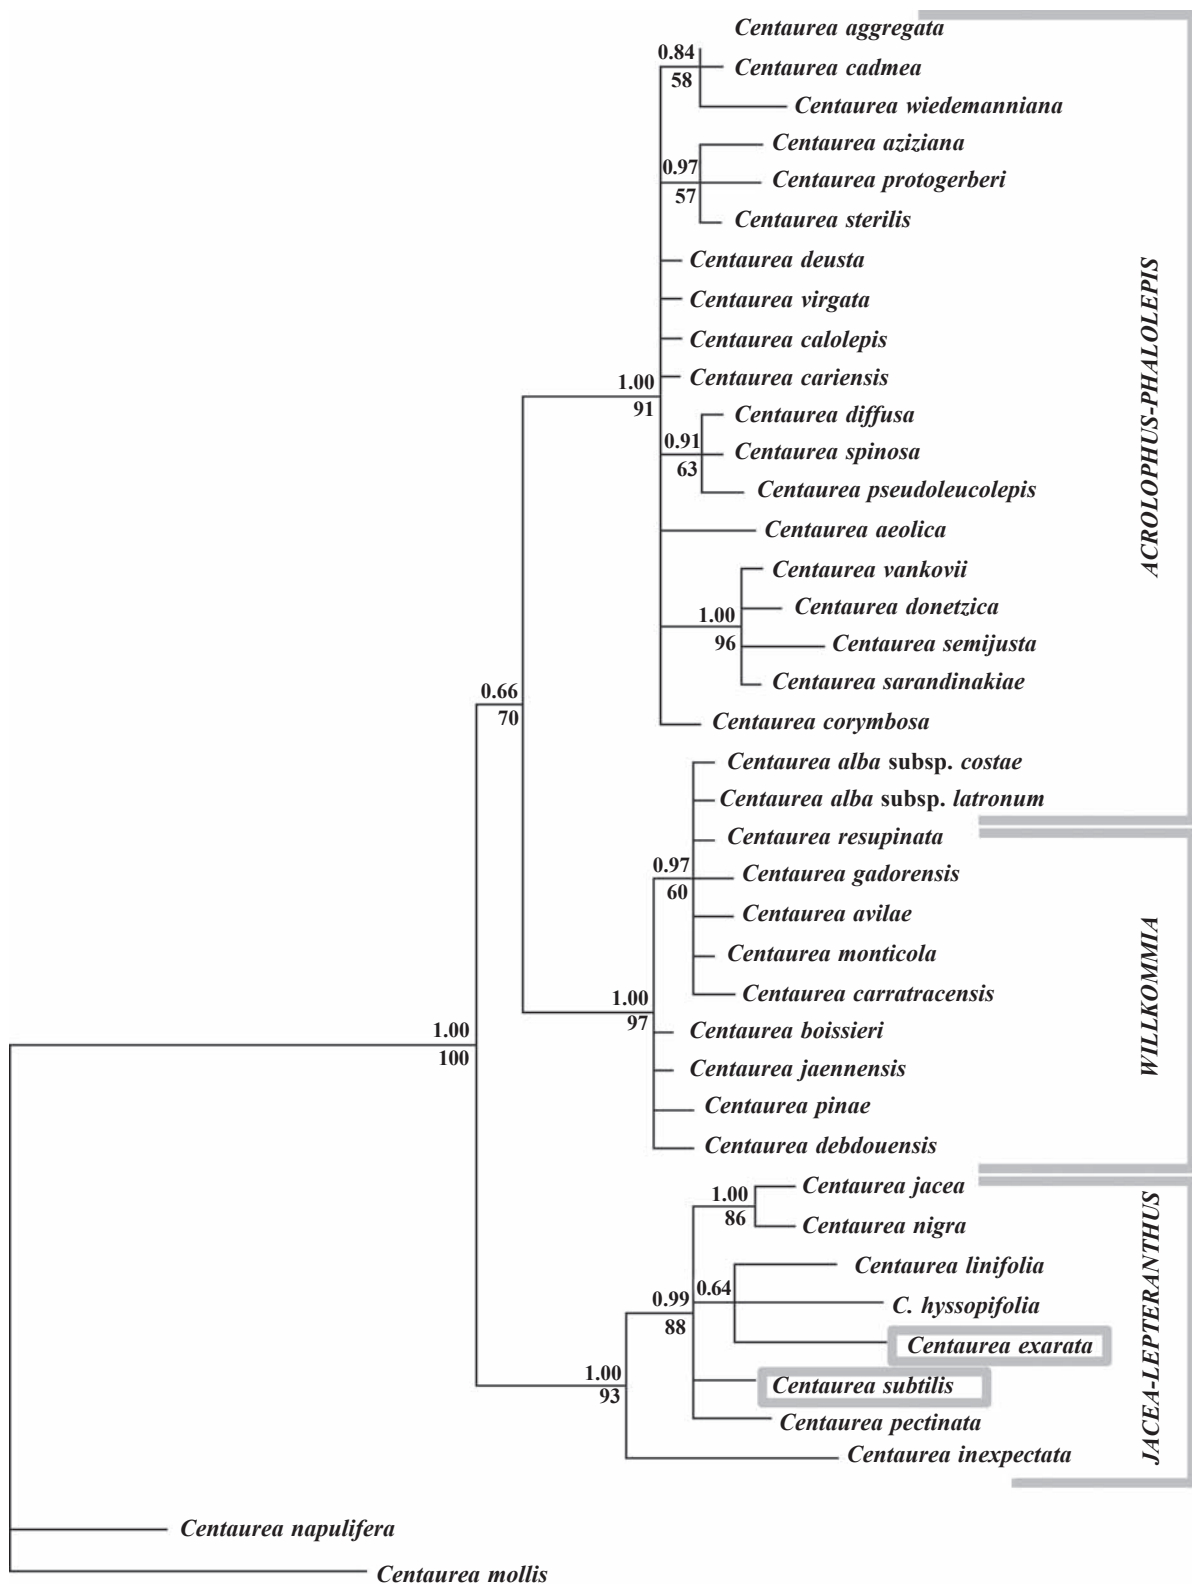 Centaurea aggregata
0.84
58
Centaurea cadmea
Centaurea wiedemanniana
Centaurea aziziana
0.97
57
Centaurea protogerberi
Centaurea sterilis
Centaurea deusta
Centaurea virgata
Centaurea calolepis
Centaurea cariensis
1.00
91
Centaurea diffusa
0.91
63
Centaurea spinosa
Centaurea pseudoleucolepis
Centaurea aeolica
Centaurea vankovii
Centaurea donetzica
1.00
96
Centaurea semijusta
Centaurea sarandinakiae
Centaurea corymbosa
ACROLOPHUS-PHALOLEPIS
0.66
70
Centaurea alba subsp. costae
Centaurea alba subsp. latronum
Centaurea resupinata
0.97
60
Centaurea gadorensis
Centaurea avilae
Centaurea monticola
Centaurea carratracensis
1.00
97
Centaurea boissieri
Centaurea jaennensis
Centaurea pinae
Centaurea debdouensis
WILLKOMMIA
1.00
100
Centaurea jacea
1.00
86
Centaurea nigra
Centaurea linifolia
0.64
C. hyssopifolia
0.99
88
Centaurea exarata
Centaurea subtilis
1.00
93
Centaurea pectinata
Centaurea inexpectata
JACEA-LEPTERANTHUS
Centaurea napulifera
Centaurea mollis